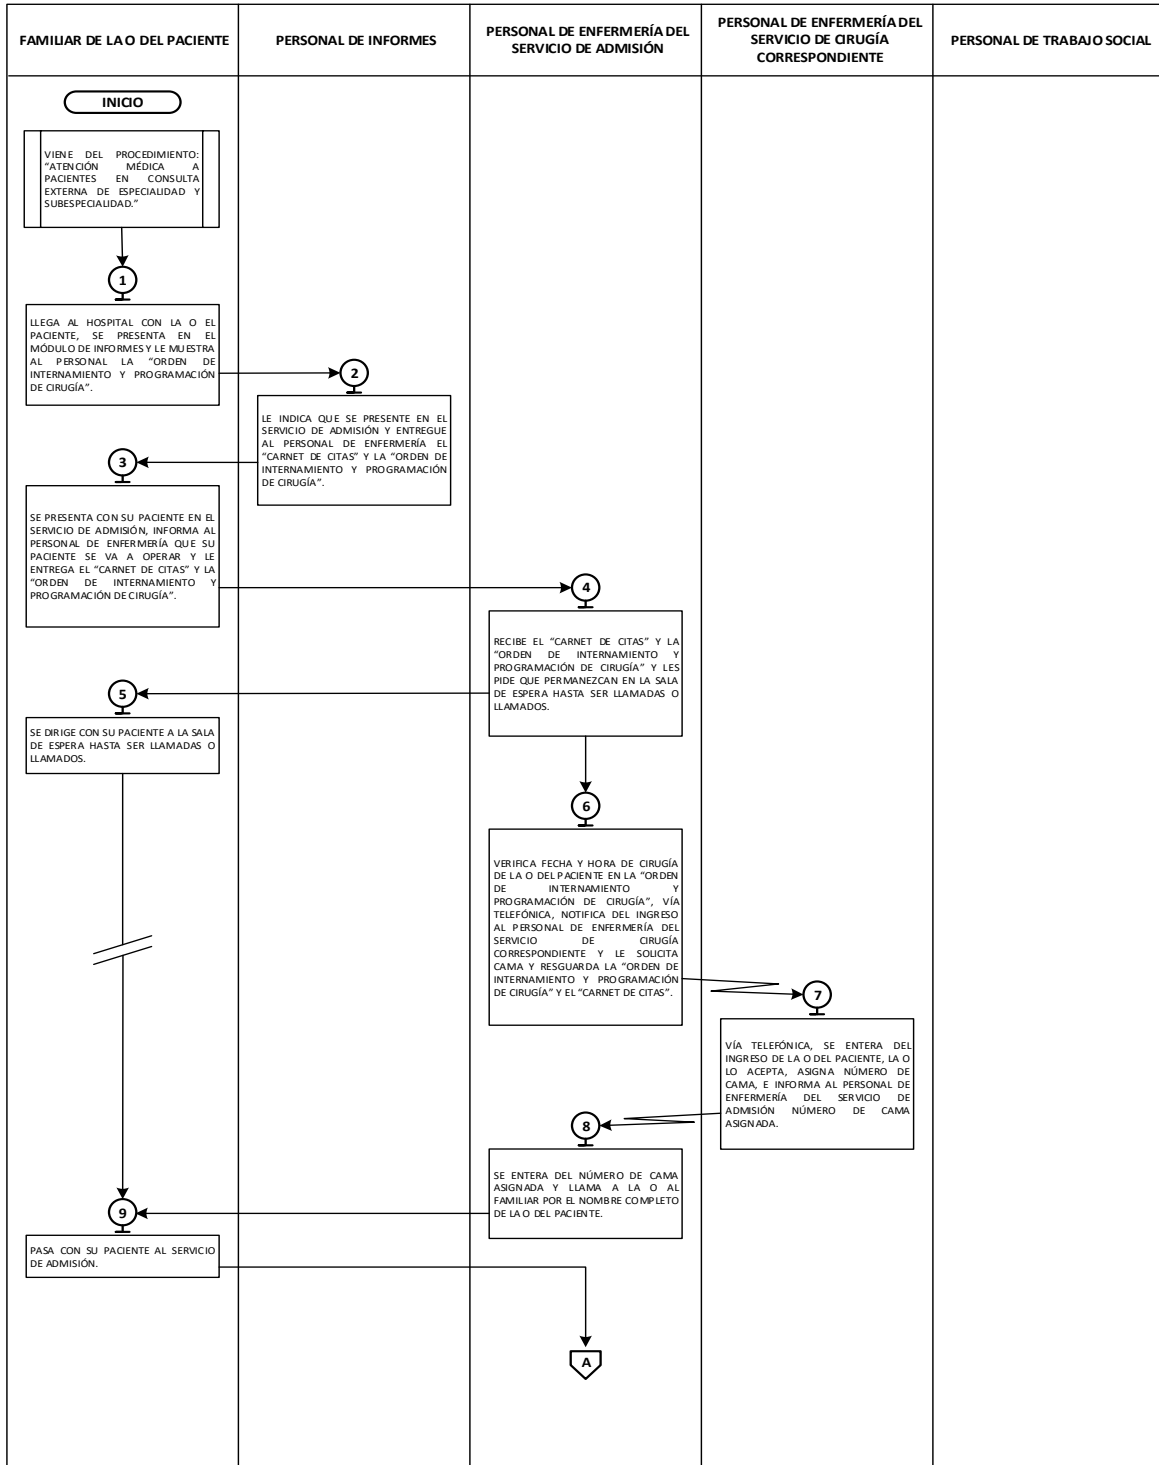 FAMILIAR DE LA O DEL PACIENTE
PERSONAL DE INFORMES
PERSONAL DE ENFERMERÍA DEL
SERVICIO DE ADMISIÓN
PERSONAL DE ENFERMERÍA DEL
SERVICIO DE CIRUGÍA
CORRESPONDIENTE
PERSONAL DE TRABAJO SOCIAL
INICIO
VIENE DEL PROCEDIMIENTO:
“ATENCIÓN MÉDICA A
PACIENTES EN CONSULTA
EXTERNA DE ESPECIALIDAD Y
SUBESPECIALIDAD.”
1
LLEGA AL HOSPITAL CON LA O EL
PACIENTE, SE PRESENTA EN EL
MÓDULO DE INFORMES Y LE MUESTRA
AL PERSONAL LA “ORDEN DE
INTERNAMIENTO Y PROGRAMACIÓN
DE CIRUGÍA”.
2
LE INDICA QUE SE PRESENTE EN EL
SERVICIO DE ADMISIÓN Y ENTREGUE
AL PERSONAL DE ENFERMERÍA EL
“CARNET DE CITAS” Y LA “ORDEN DE
INTERNAMIENTO Y PROGRAMACIÓN
DE CIRUGÍA”.
3
SE PRESENTA CON SU PACIENTE EN EL
SERVICIO DE ADMISIÓN, INFORMA AL
PERSONAL DE ENFERMERÍA QUE SU
PACIENTE SE VA A OPERAR Y LE
ENTREGA EL “CARNET DE CITAS” Y LA
“ORDEN DE INTERNAMIENTO Y
PROGRAMACIÓN DE CIRUGÍA”.
4
RECIBE EL “CARNET DE CITAS” Y LA
“ORDEN DE INTERNAMIENTO Y
PROGRAMACIÓN DE CIRUGÍA” Y LES
PIDE QUE PERMANEZCAN EN LA SALA
DE ESPERA HASTA SER LLAMADAS O
LLAMADOS.
5
SE DIRIGE CON SU PACIENTE A LA SALA
DE ESPERA HASTA SER LLAMADAS O
LLAMADOS.
6
VERIFICA FECHA Y HORA DE CIRUGÍA
DE LA O DEL PACIENTE EN LA “ORDEN
DE INTERNAMIENTO Y
PROGRAMACIÓN DE CIRUGÍA”, VÍA
TELEFÓNICA, NOTIFICA DEL INGRESO
AL PERSONAL DE ENFERMERÍA DEL
SERVICIO DE CIRUGÍA
CORRESPONDIENTE Y LE SOLICITA
CAMA Y RESGUARDA LA “ORDEN DE
INTERNAMIENTO Y PROGRAMACIÓN
DE CIRUGÍA” Y EL “CARNET DE CITAS”.
7
VÍA TELEFÓNICA, SE ENTERA DEL
INGRESO DE LA O DEL PACIENTE, LA O
LO ACEPTA, ASIGNA NÚMERO DE
CAMA, E INFORMA AL PERSONAL DE
ENFERMERÍA DEL SERVICIO DE
ADMISIÓN NÚMERO DE CAMA
ASIGNADA.
8
SE ENTERA DEL NÚMERO DE CAMA
ASIGNADA Y LLAMA A LA O AL
FAMILIAR POR EL NOMBRE COMPLETO
DE LA O DEL PACIENTE.
9
PASA CON SU PACIENTE AL SERVICIO
DE ADMISIÓN.
A